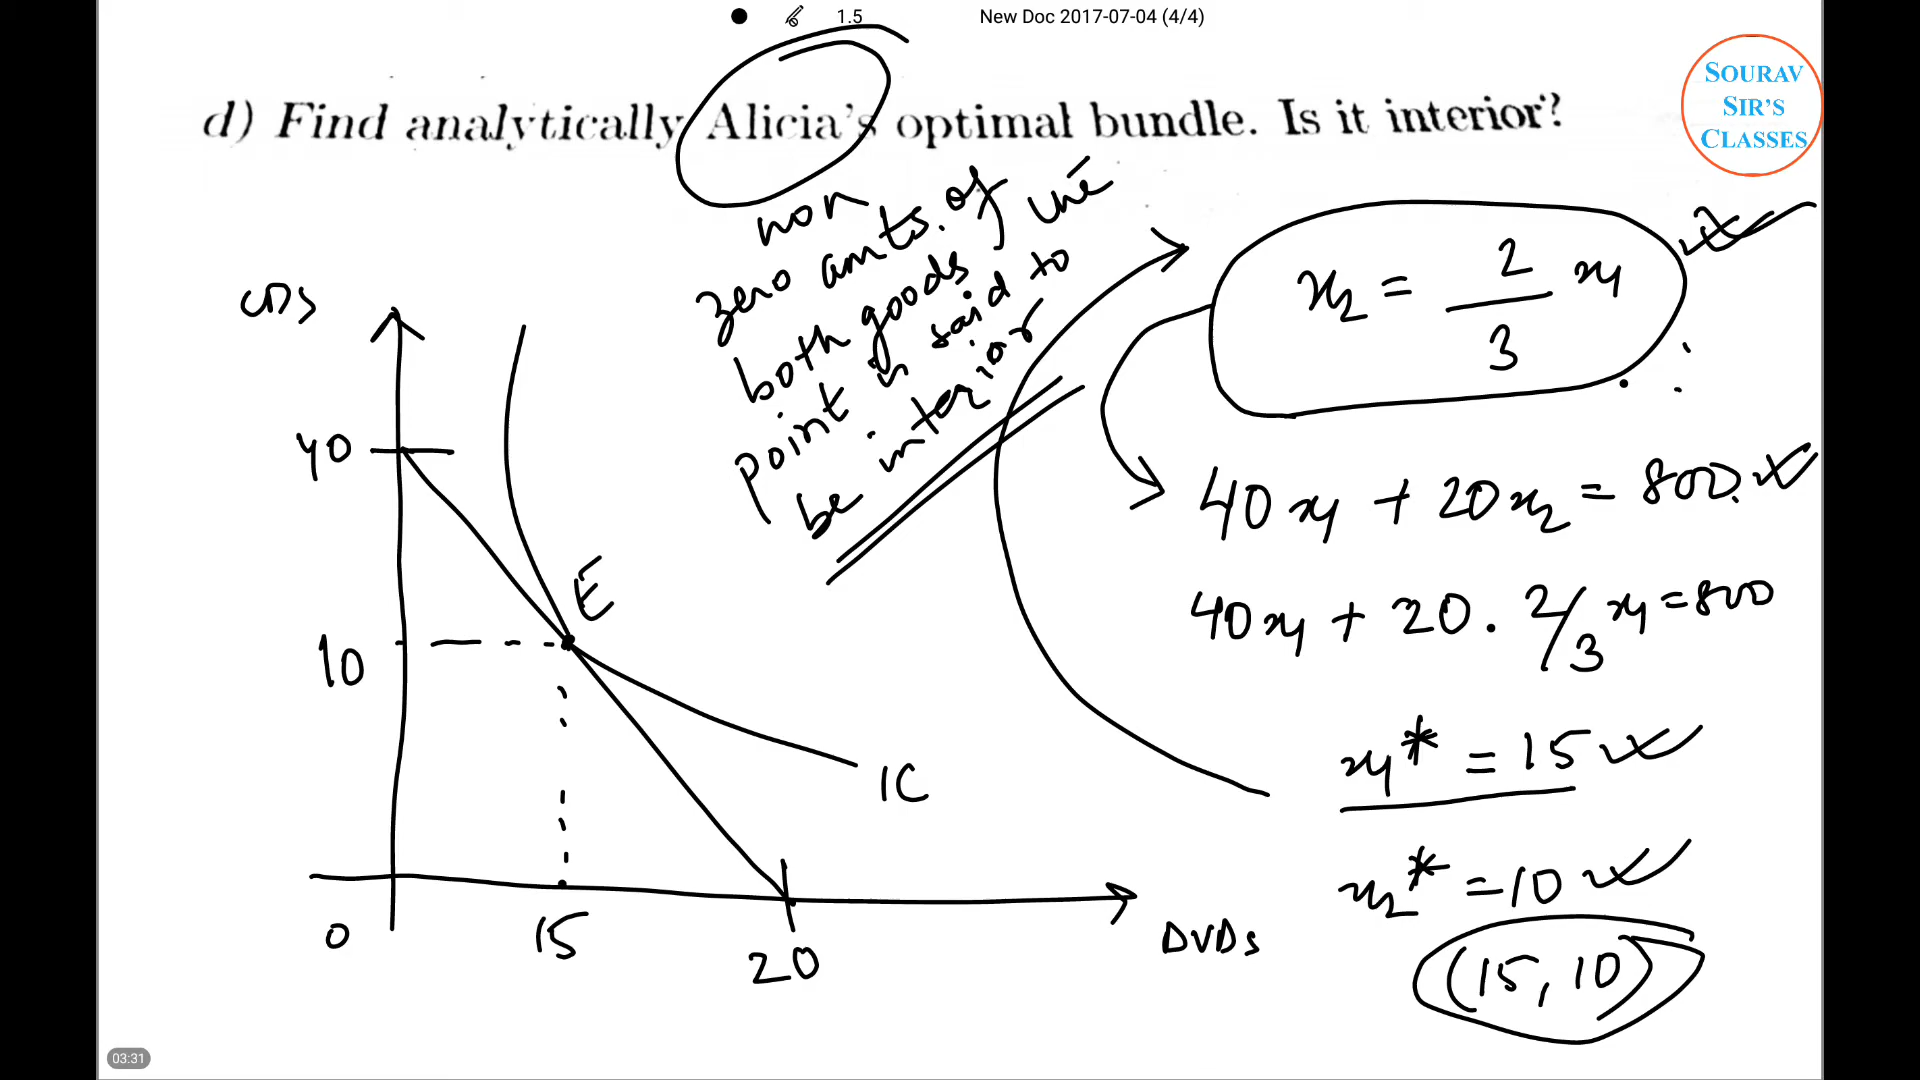 1.5
New Doc 2017-07-04 (4/4)
SOURAV
SIR'S
CLASSES
d) Find analytically Alicia's optimal bundle. Is it interior?
non
zero amts. of
both goods, the
point is said to
be interior
x₂ = 2/3 x₁
40x₁ + 20x₂ = 800.
40x₁ + 20. 2/3 x₁ = 800
x₁* = 15
x₂* = 10
(15, 10)
CDs
40
10
E
IC
0
15
20
DVDs
03:31